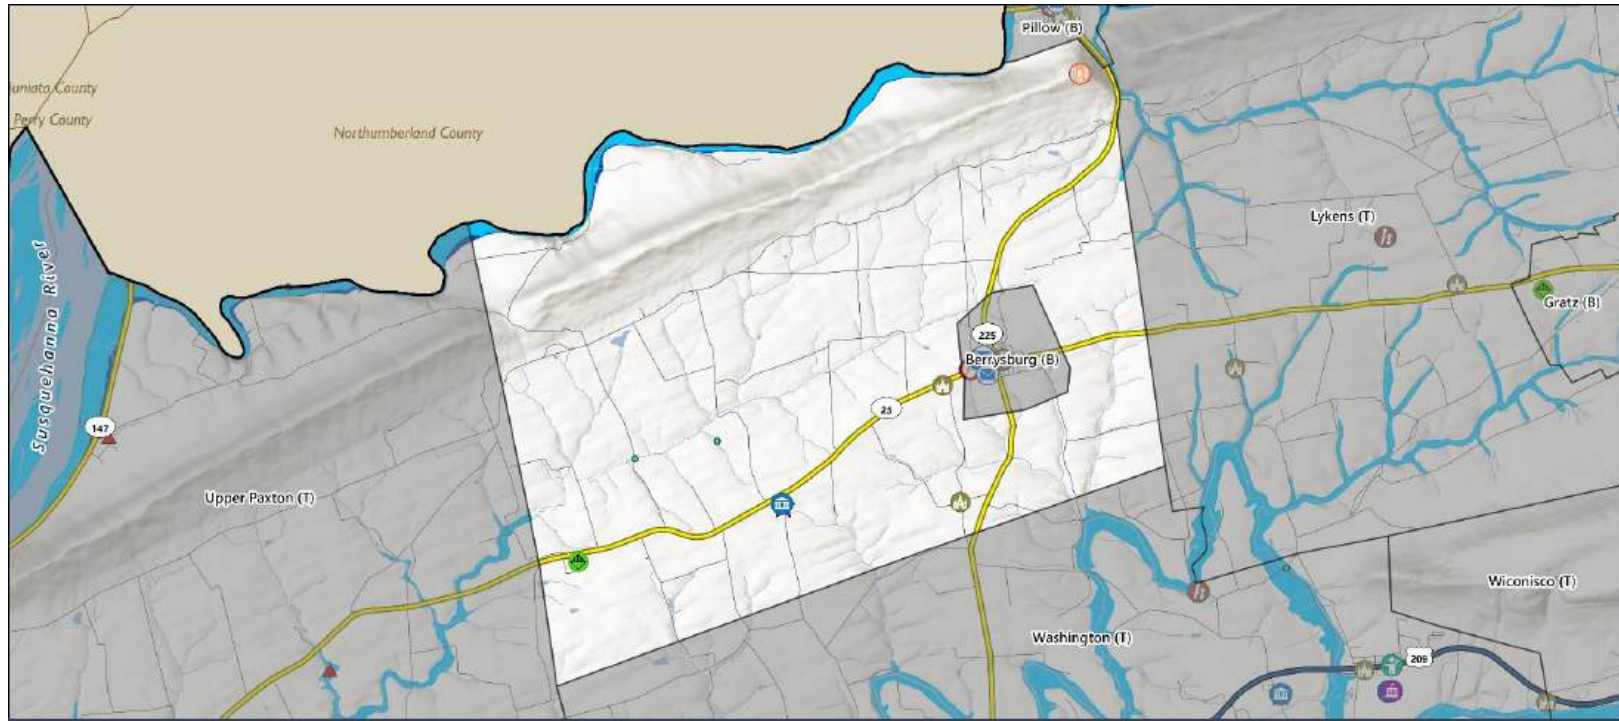 Pillow (B)
uniata County
Perry County
Northumberland County
Lykens (T)
h
Susquehanna River
Gratz (B)
225
Berrysburg (B)
25
147
Upper Paxton (T)
Wiconisco (T)
h
Washington (T)
209